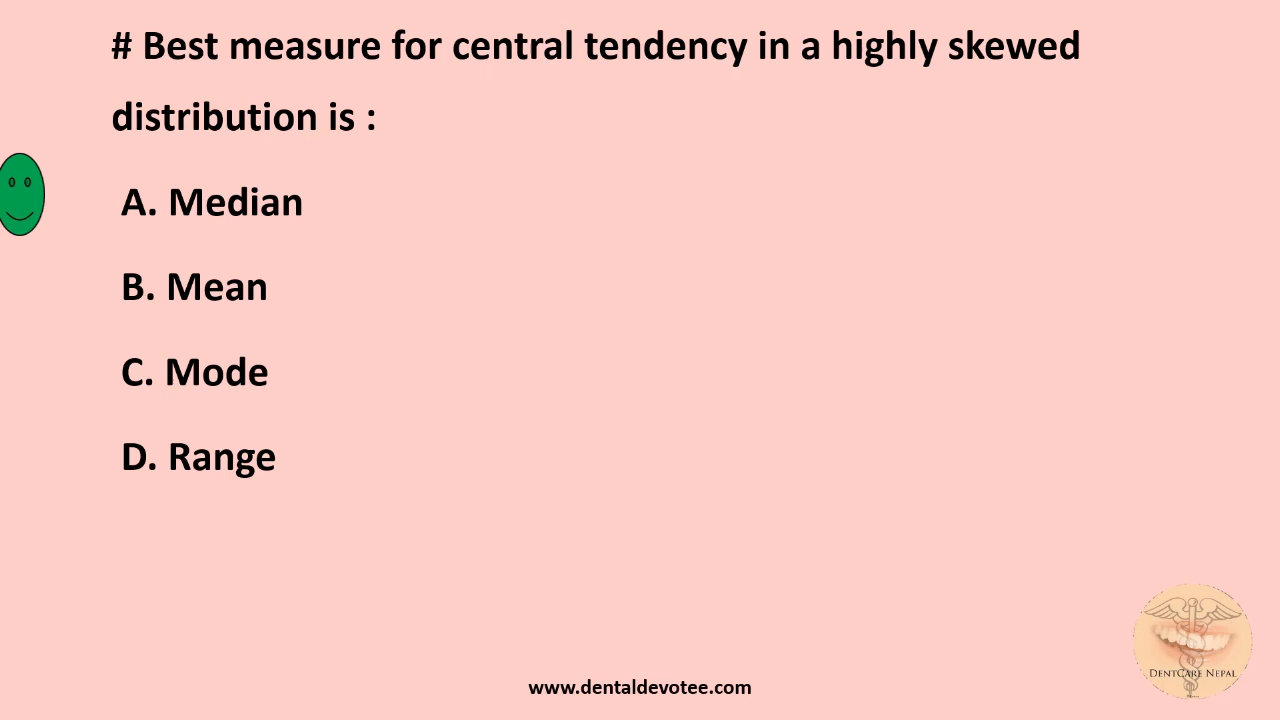 # Best measure for central tendency in a highly skewed
distribution is :
A. Median
B. Mean
C. Mode
D. Range
www.dentaldevotee.com
DENTCARE NEPAL